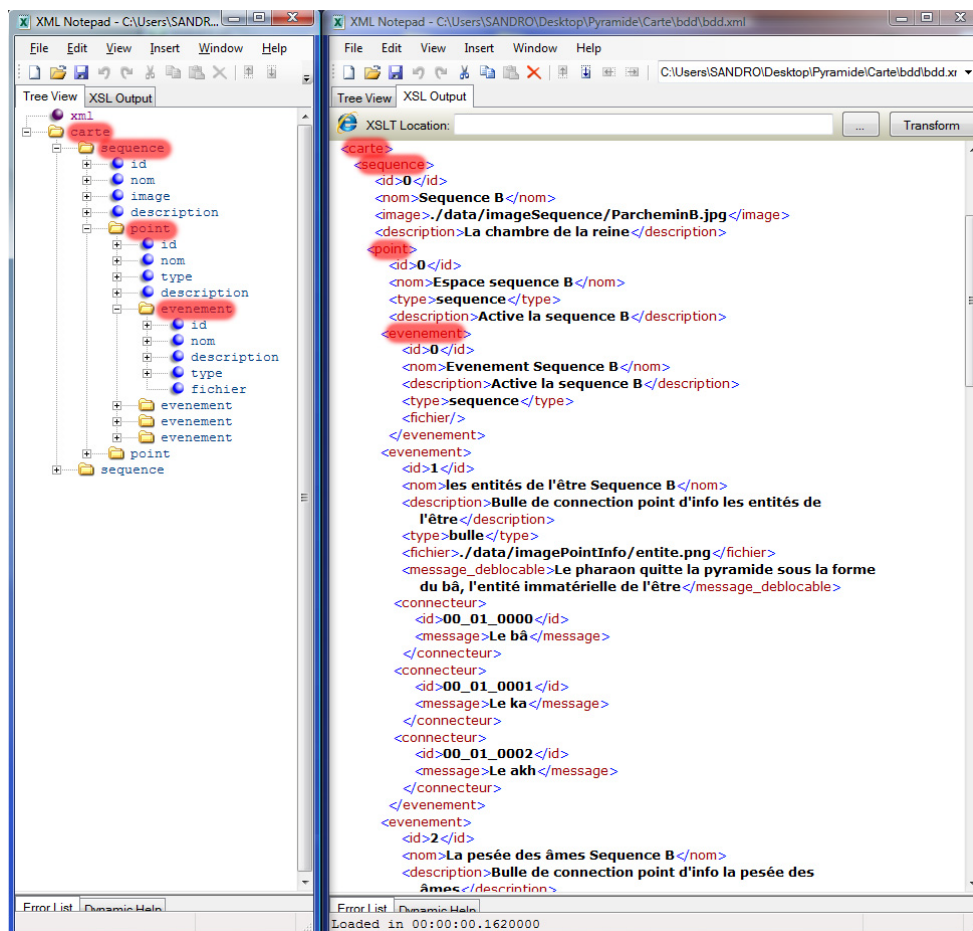 XML Notepad - C:\Users\SANDR...
File Edit View Insert Window Help
Tree View XSL Output
xml
carte
sequence
id
nom
image
description
point
id
nom
type
description
evenement
id
nom
description
type
fichier
evenement
evenement
evenement
point
sequence
Error List Dynamic Help
XML Notepad - C:\Users\SANDRO\Desktop\Pyramide\Carte\bdd\bdd.xml
File Edit View Insert Window Help
C:\Users\SANDRO\Desktop\Pyramide\Carte\bdd\bdd.xr
Tree View XSL Output
XSLT Location: ... Transform
<carte>
<sequence>
<id>0</id>
<nom>Sequence B</nom>
<image>./data/imageSequence/ParcheminB.jpg</image>
<description>La chambre de la reine</description>
<point>
<id>0</id>
<nom>Espace sequence B</nom>
<type>sequence</type>
<description>Active la sequence B</description>
<evenement>
<id>0</id>
<nom>Evenement Sequence B</nom>
<description>Active la sequence B</description>
<type>sequence</type>
<fichier/>
</evenement>
<evenement>
<id>1</id>
<nom>les entités de l'être Sequence B</nom>
<description>Bulle de connection point d'info les entités de
l'être</description>
<type>bulle</type>
<fichier>./data/imagePointInfo/entite.png</fichier>
<message_deblocable>Le pharaon quitte la pyramide sous la forme
du bâ, l'entité immatérielle de l'être</message_deblocable>
<connecteur>
<id>00_01_0000</id>
<message>Le bâ</message>
</connecteur>
<connecteur>
<id>00_01_0001</id>
<message>Le ka</message>
</connecteur>
<connecteur>
<id>00_01_0002</id>
<message>Le akh</message>
</connecteur>
</evenement>
<evenement>
<id>2</id>
<nom>La pesée des âmes Sequence B</nom>
<description>Bulle de connection point d'info la pesée des
âmes</description>
Error List Dynamic Help
Loaded in 00:00:00.1620000